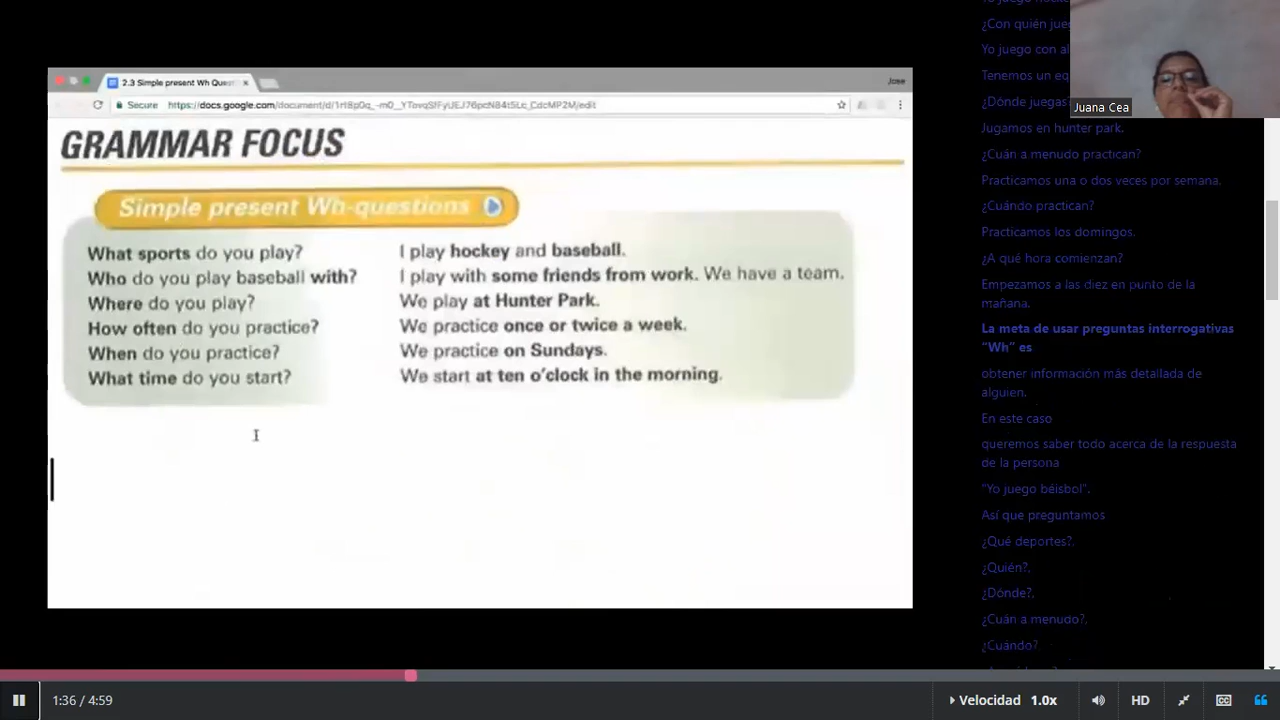 2.3 Simple present Wh Ques
Jose
Secure
GRAMMAR FOCUS
Simple present Wh-questions
What sports do you play? I play hockey and baseball.
Who do you play baseball with? I play with some friends from work. We have a team.
Where do you play? We play at Hunter Park.
How often do you practice? We practice once or twice a week.
When do you practice? We practice on Sundays.
What time do you start? We start at ten o'clock in the morning.
¿Con quién jue
Yo juego con al
Tenemos un eq
¿Dónde juegas
Jugamos en hunter park.
¿Cuán a menudo practican?
Practicamos una o dos veces por semana.
¿Cuándo practican?
Practicamos los domingos.
¿A qué hora comienzan?
Empezamos a las diez en punto de la
mañana.
La meta de usar preguntas interrogativas
“Wh” es
obtener información más detallada de
alguien.
En este caso
queremos saber todo acerca de la respuesta
de la persona
"Yo juego béisbol".
Así que preguntamos
¿Qué deportes?.
¿Quién?,
¿Dónde?,
¿Cuán a menudo?.
¿Cuándo?
Juana Cea
1:36 / 4:59
Velocidad 1.0x
HD
CC